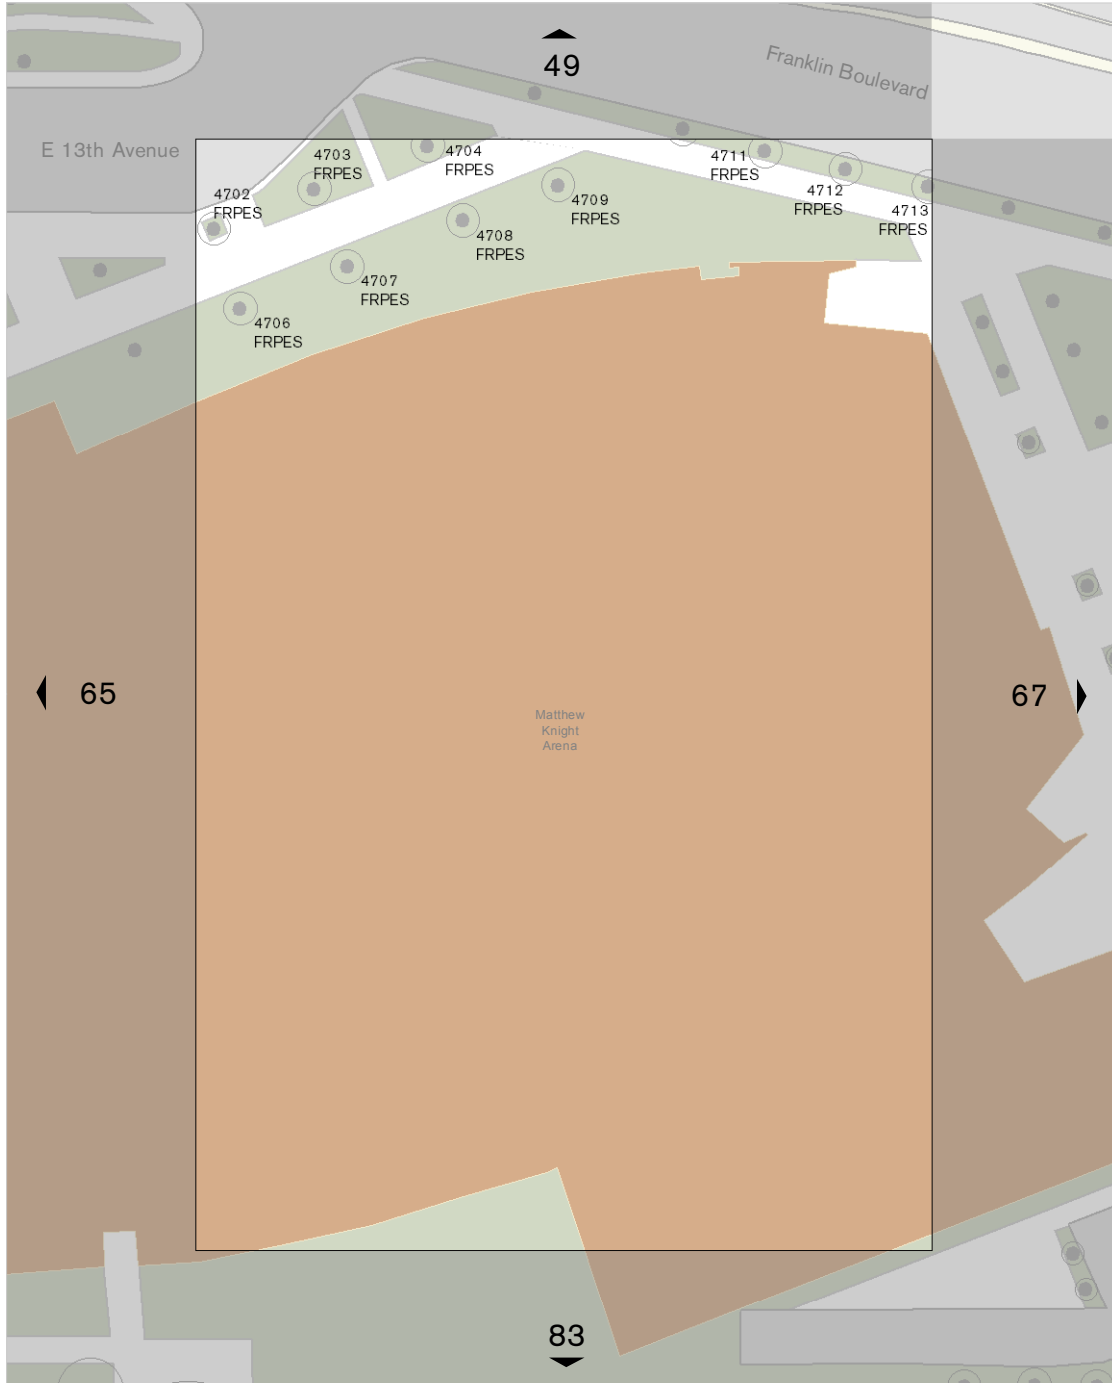 49
Franklin Boulevard
E 13th Avenue
4703
FRPES
4704
FRPES
4711
FRPES
4702
FRPES
4709
FRPES
4712
FRPES
4713
FRPES
4708
FRPES
4707
FRPES
4706
FRPES
65
67
Matthew
Knight
Arena
83